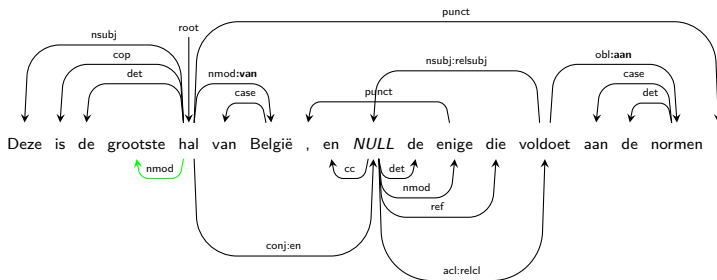 punct
root
nsubj
cop
nsubj:relsubj
obl:aan
det
nmod:van
case
case
punct
det
Deze is de grootste hal van België , en NULL de enige die voldoet aan de normen
nmod
cc
det
nmod
ref
conj:en
acl:relcl